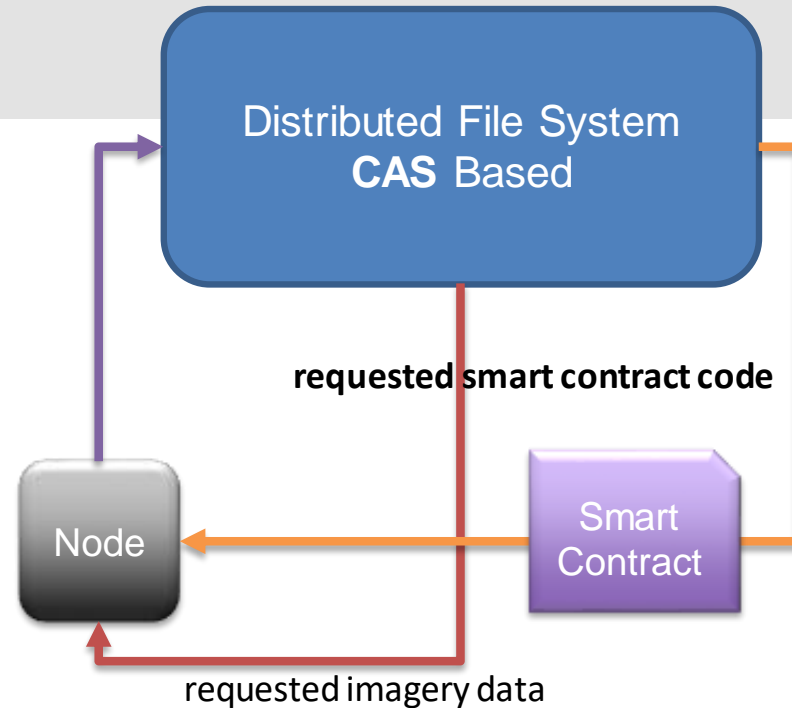 Distributed File System
CAS Based
requested smart contract code
Node
Smart
Contract
requested imagery data